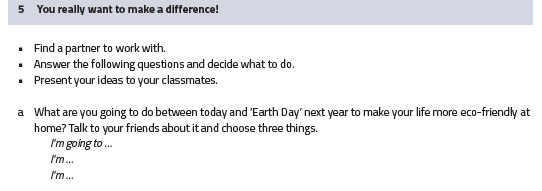 5 You really want to make a difference!
▪ Find a partner to work with.
▪ Answer the following questions and decide what to do.
▪ Present your ideas to your classmates.
a What are you going to do between today and 'Earth Day' next year to make your life more eco-friendly at
home? Talk to your friends about it and choose three things.
I'm going to ...
I'm ...
I'm ...